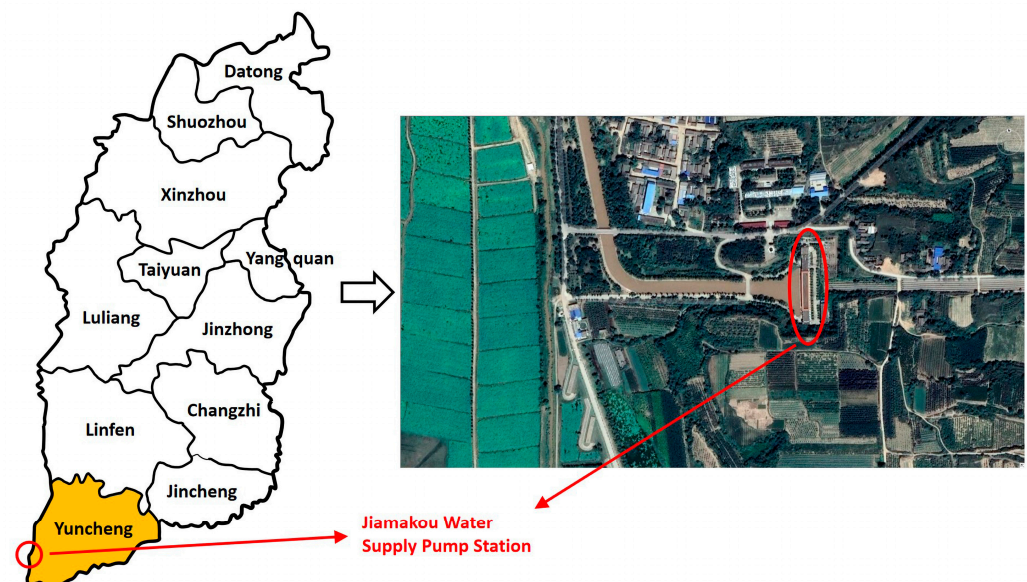 Datong
Shuozhou
Xinzhou
Yang quan
Taiyuan
Luliang
Jinzhong
Changzhi
Linfen
Jincheng
Yuncheng
Jiamakou Water
Supply Pump Station